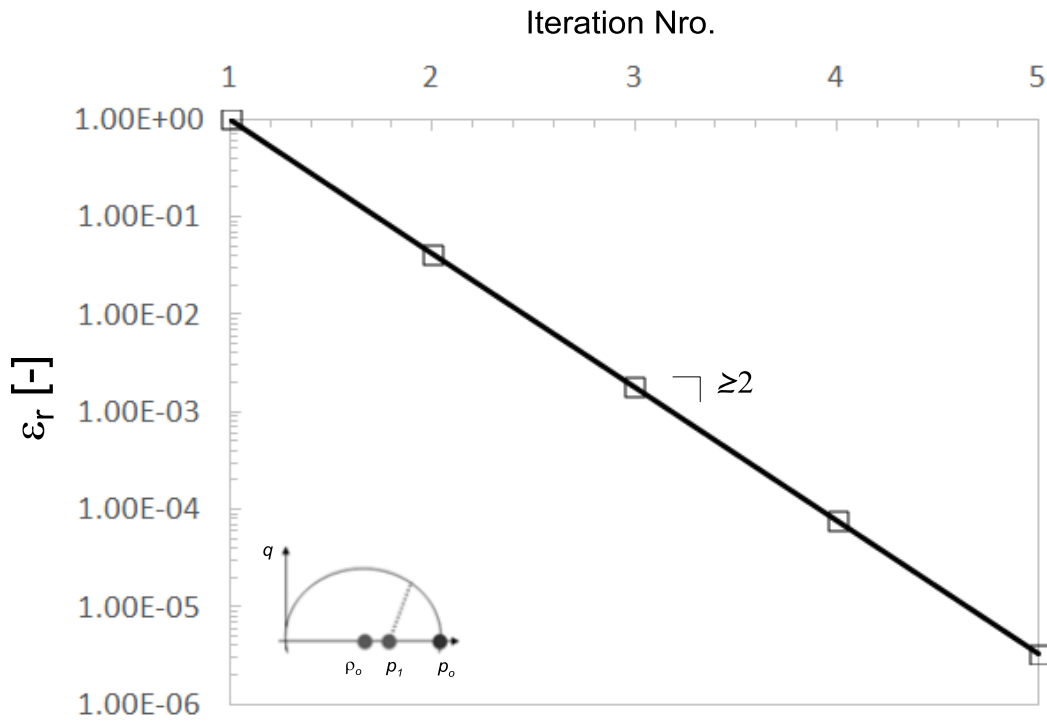 Iteration Nro.
1 2 3 4 5
1.00E+00
1.00E-01
1.00E-02
1.00E-03
1.00E-04
1.00E-05
1.00E-06
εr [-]
≳2
q
ρo p1 po